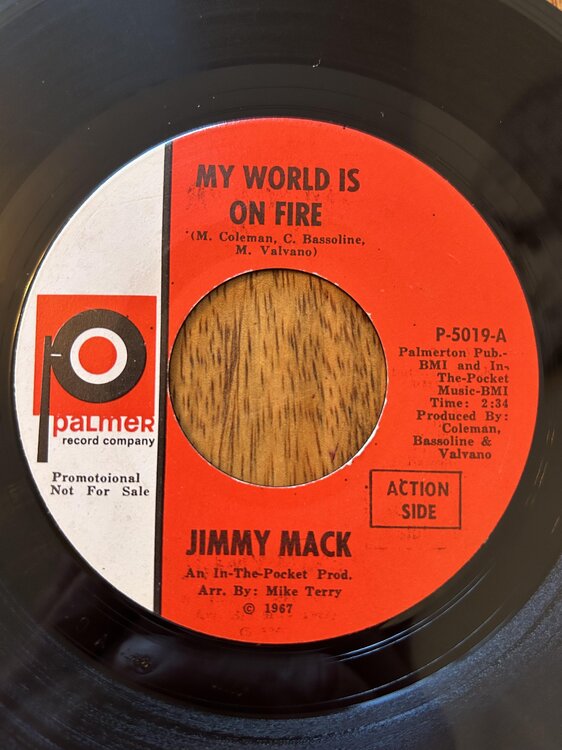 MY WORLD IS
ON FIRE
(M. Coleman, C. Bassoline,
M. Valvano)
P-5019-A
Palmerton Pub.-
BMI and In-
The-Pocket
Music-BMI
Time: 2:34
Produced By:
Coleman,
Bassoline &
Valvano
PALMER
record company
Promotoional
Not For Sale
ACTION
SIDE
JIMMY MACK
An In-The-Pocket Prod.
Arr. By: Mike Terry
© 1967